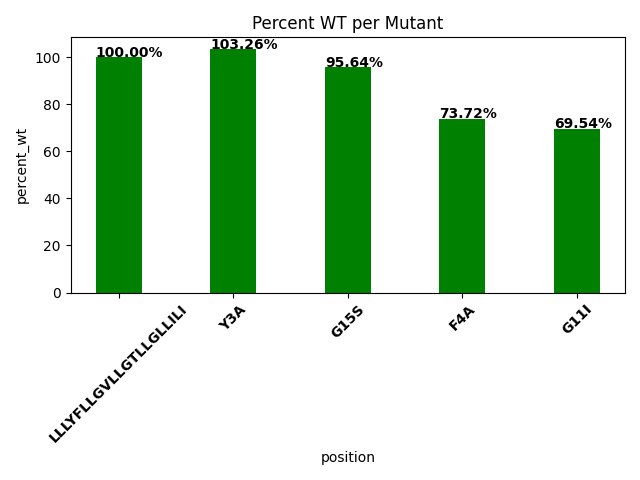 Percent WT per Mutant
100.00%
103.26%
95.64%
73.72%
69.54%
percent_wt
100
80
60
40
20
0
LLLYFLLGVLLGTLLGLLILI
Y3A
G15S
F4A
G11I
position